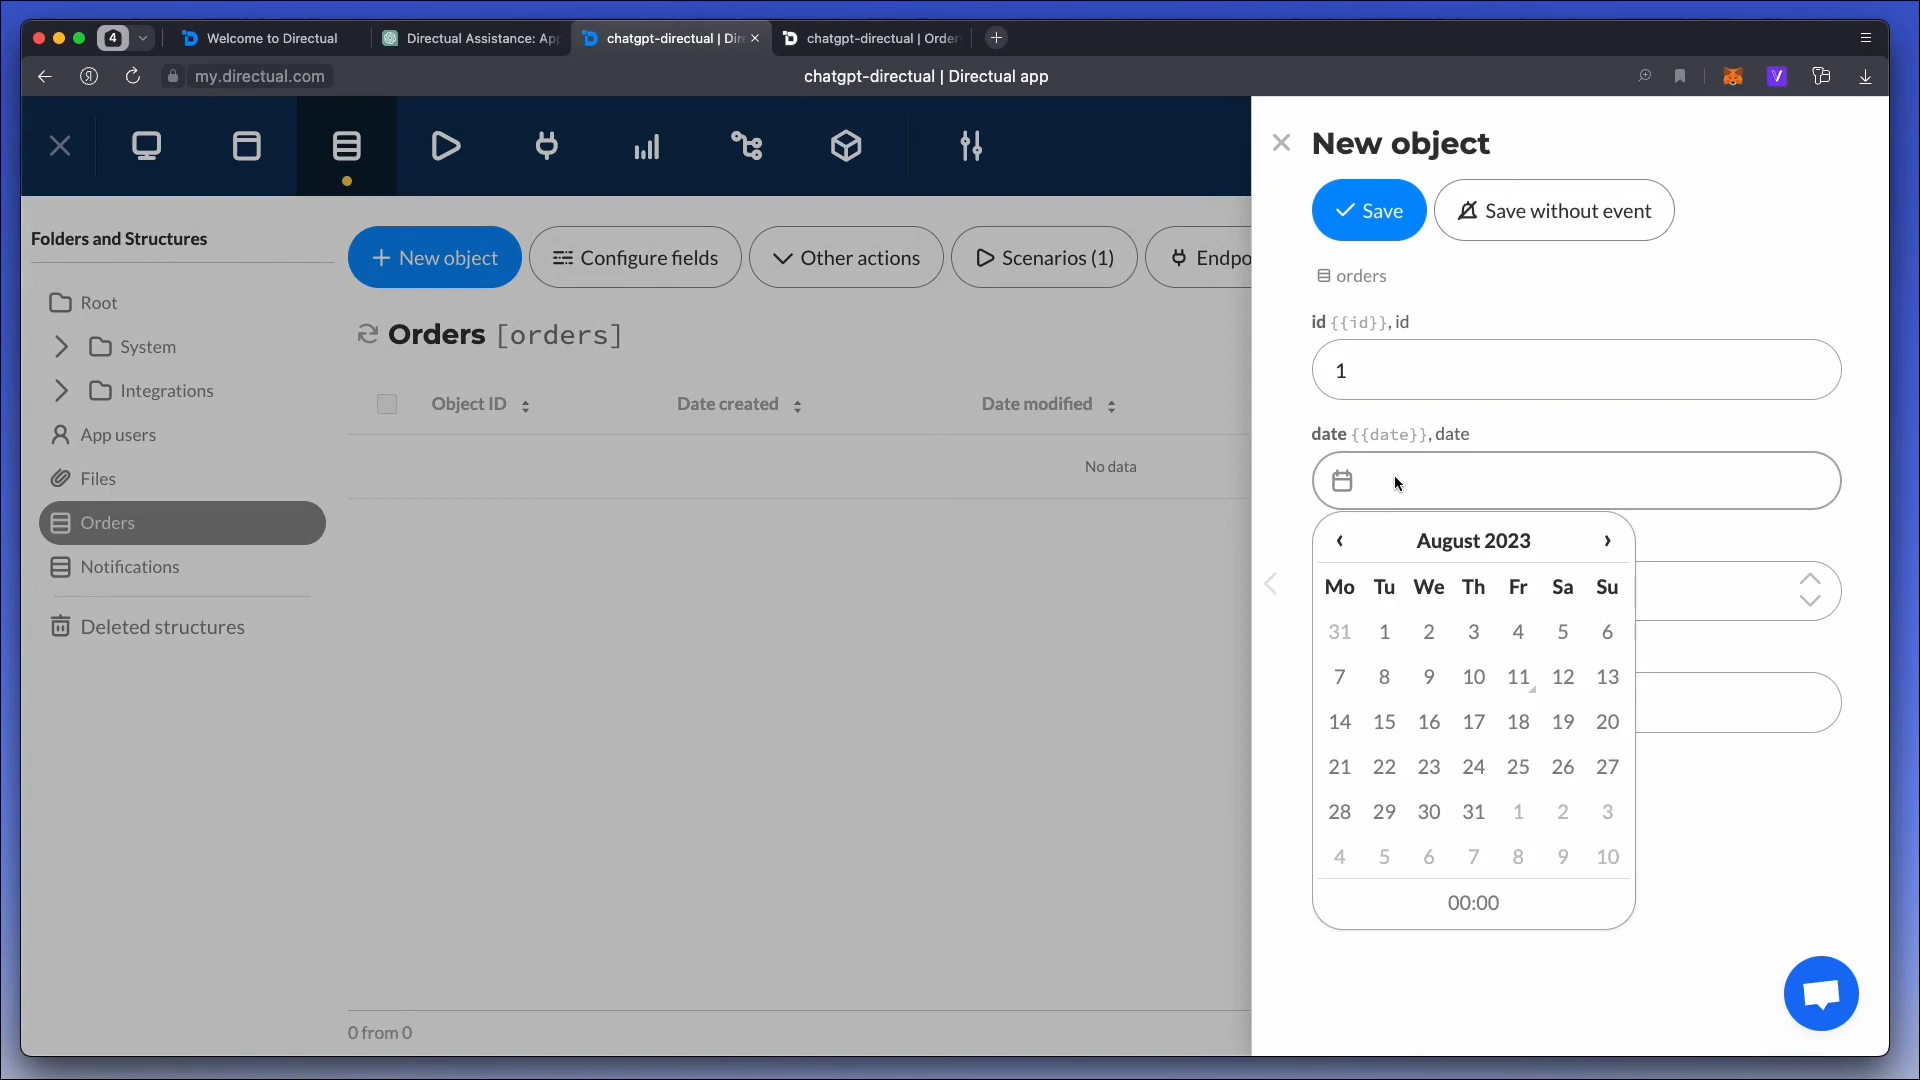 4
Welcome to Directual
Directual Assistance: Ap
chatgpt-directual | Dir
chatgpt-directual | Order
my.directual.com
chatgpt-directual | Directual app
Folders and Structures
Root
System
Integrations
App users
Files
Orders
Notifications
Deleted structures
New object
Configure fields
Other actions
Scenarios (1)
Endpo
Orders [orders]
Object ID
Date created
Date modified
No data
0 from 0
New object
Save
Save without event
orders
id {{id}}, id
1
date {{date}}, date
August 2023
Mo Tu We Th Fr Sa Su
31 1 2 3 4 5 6
7 8 9 10 11 12 13
14 15 16 17 18 19 20
21 22 23 24 25 26 27
28 29 30 31 1 2 3
4 5 6 7 8 9 10
00:00